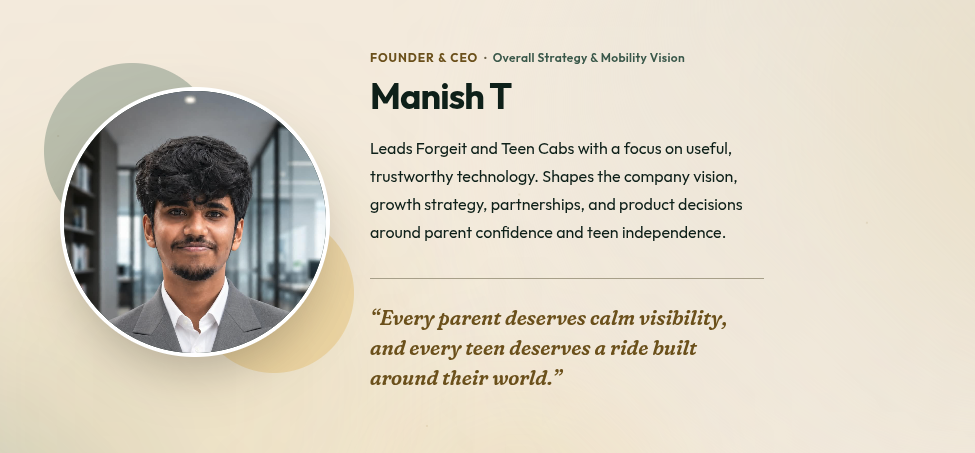 FOUNDER & CEO · Overall Strategy & Mobility Vision
Manish T
Leads Forgeit and Teen Cabs with a focus on useful,
trustworthy technology. Shapes the company vision,
growth strategy, partnerships, and product decisions
around parent confidence and teen independence.
“Every parent deserves calm visibility,
and every teen deserves a ride built
around their world.”